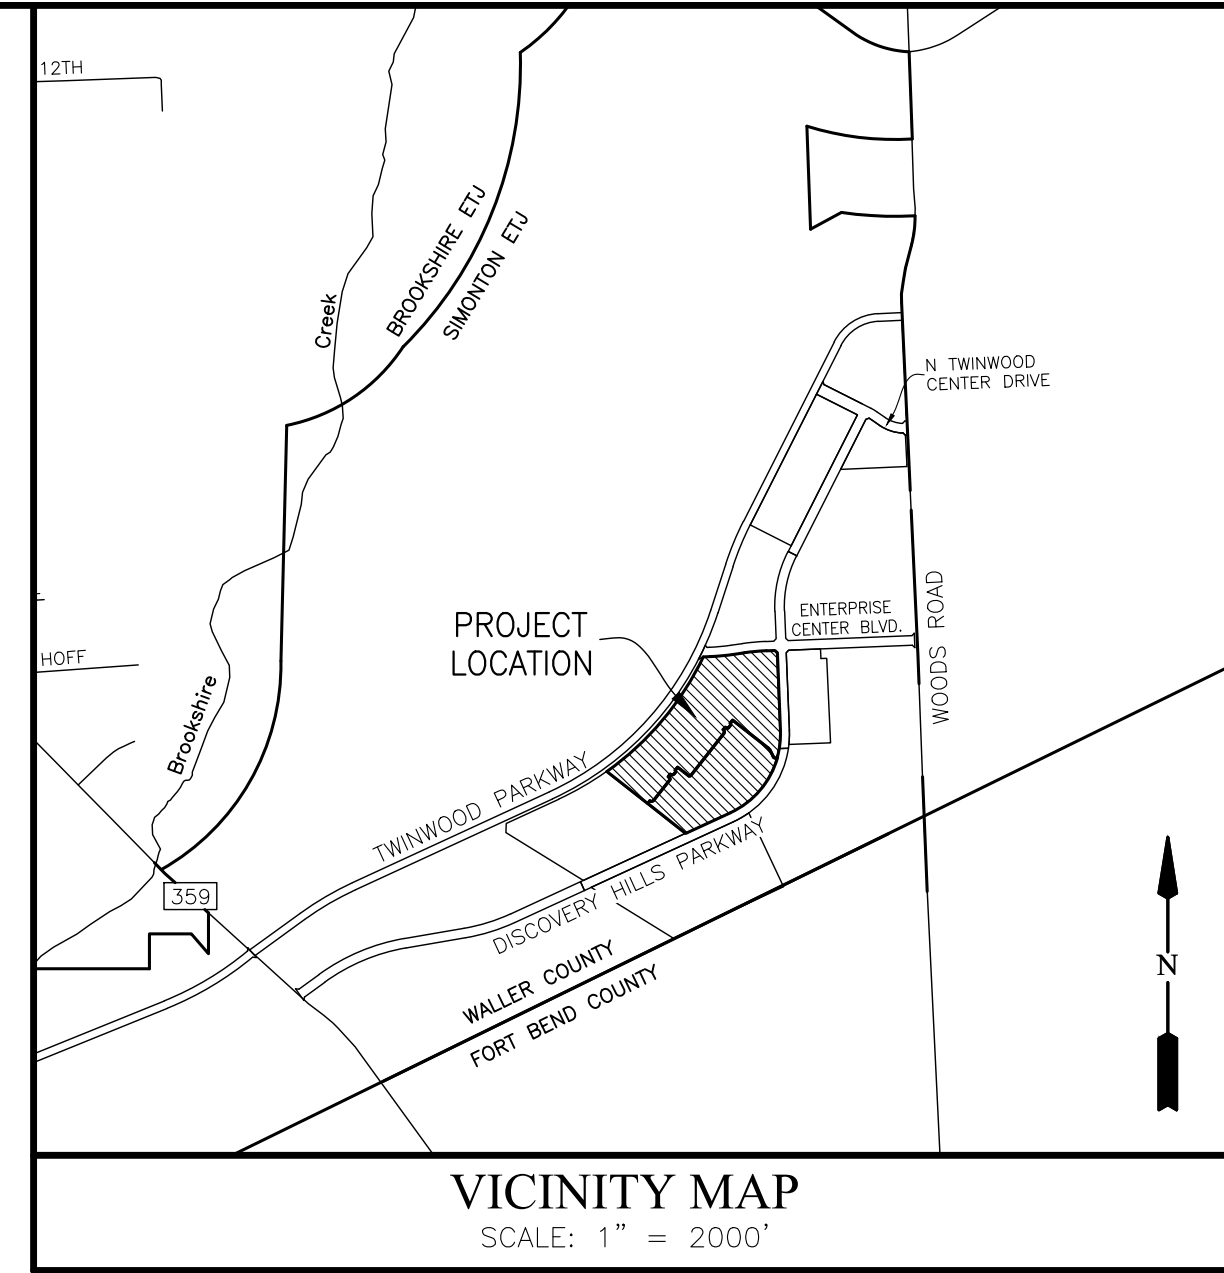 12TH
BROOKSHIRE ETJ
SIMONTON ETJ
Creek
N TWINWOOD
CENTER DRIVE
ENTERPRISE
CENTER BLVD.
WOODS ROAD
PROJECT
LOCATION
HOFF
Brookshire
TWINWOOD PARKWAY
DISCOVERY HILLS PARKWAY
359
WALLER COUNTY
FORT BEND COUNTY
N
VICINITY MAP
SCALE: 1" = 2000'